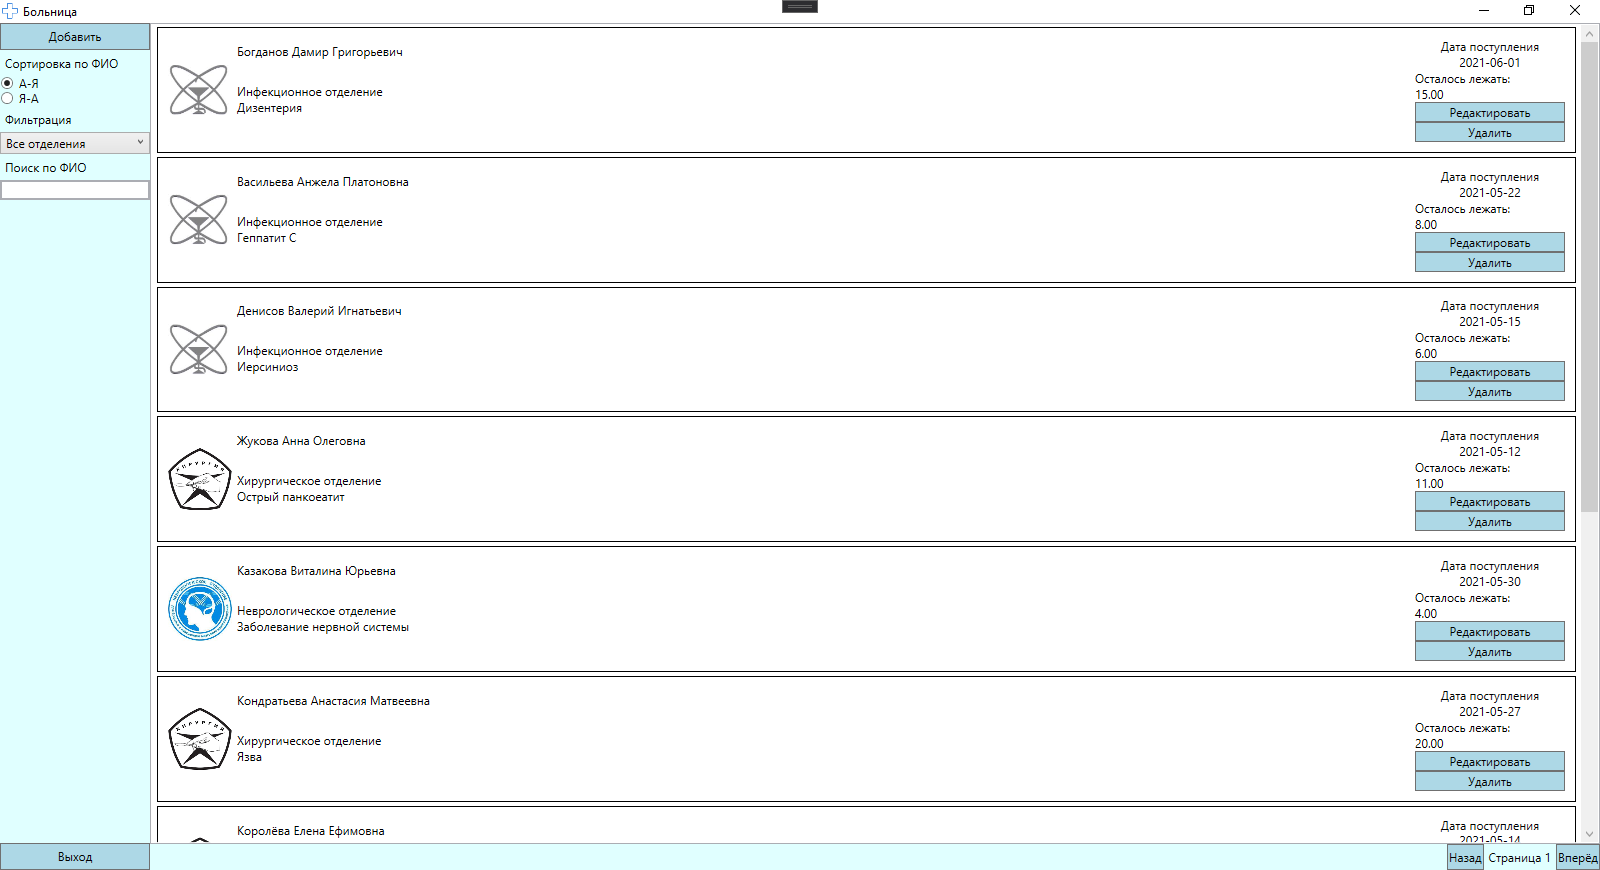 Больница
Добавить
Сортировка по ФИО
А-Я
Я-А
Фильтрация
Все отделения
Поиск по ФИО
Богданов Дамир Григорьевич
Инфекционное отделение
Дизентерия
Дата поступления
2021-06-01
Осталось лежать:
15.00
Редактировать
Удалить
Васильева Анжела Платоновна
Инфекционное отделение
Геппатит С
Дата поступления
2021-05-22
Осталось лежать:
8.00
Редактировать
Удалить
Денисов Валерий Игнатьевич
Инфекционное отделение
Иерсиниоз
Дата поступления
2021-05-15
Осталось лежать:
6.00
Редактировать
Удалить
ХИРУРГИЯ
Жукова Анна Олеговна
Хирургическое отделение
Острый панкоеатит
Дата поступления
2021-05-12
Осталось лежать:
11.00
Редактировать
Удалить
Казакова Виталина Юрьевна
Неврологическое отделение
Заболевание нервной системы
Дата поступления
2021-05-30
Осталось лежать:
4.00
Редактировать
Удалить
ХИРУРГИЯ
Кондратьева Анастасия Матвеевна
Хирургическое отделение
Язва
Дата поступления
2021-05-27
Осталось лежать:
20.00
Редактировать
Удалить
Королёва Елена Ефимовна
Дата поступления
2021-05-14
Выход
Назад Страница 1 Вперёд